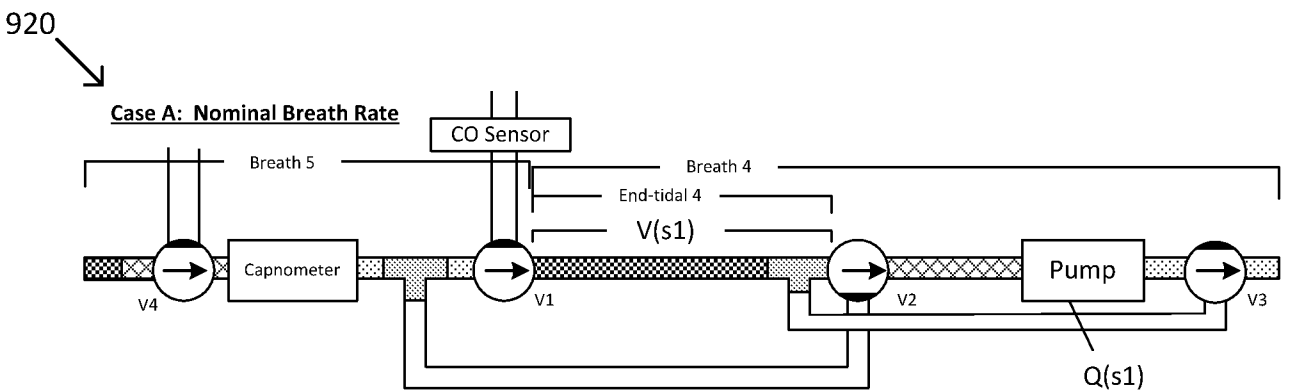 920
Case A: Nominal Breath Rate
CO Sensor
Breath 5
Breath 4
End-tidal 4
V(s1)
Capnometer
Pump
V4
V1
V2
V3
Q(s1)